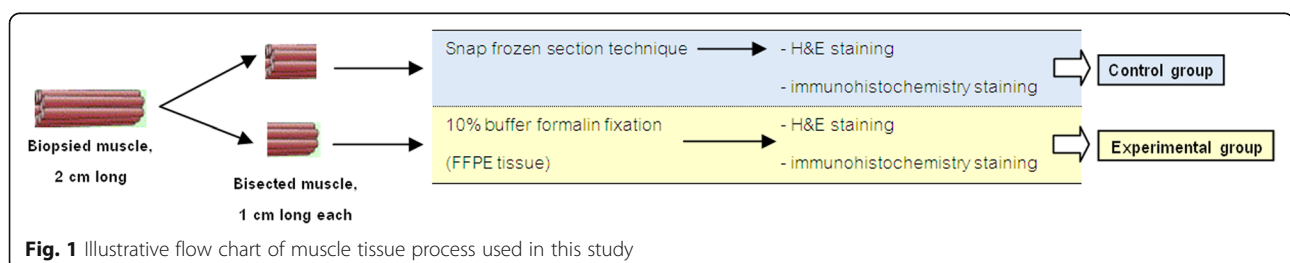 Biopsied muscle,
2 cm long
Bisected muscle,
1 cm long each
Snap frozen section technique
- H&E staining
- immunohistochemistry staining
Control group
10% buffer formalin fixation
(FFPE tissue)
- H&E staining
- immunohistochemistry staining
Experimental group
Fig. 1 Illustrative flow chart of muscle tissue process used in this study